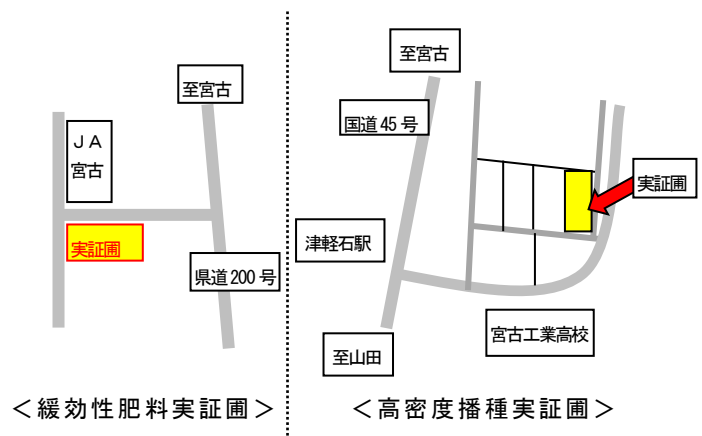 至宮古
ＪＡ
宮古
実証圃
県道200号
＜緩効性肥料実証圃＞
至宮古
国道45号
実証圃
津軽石駅
宮古工業高校
至山田
＜高密度播種実証圃＞